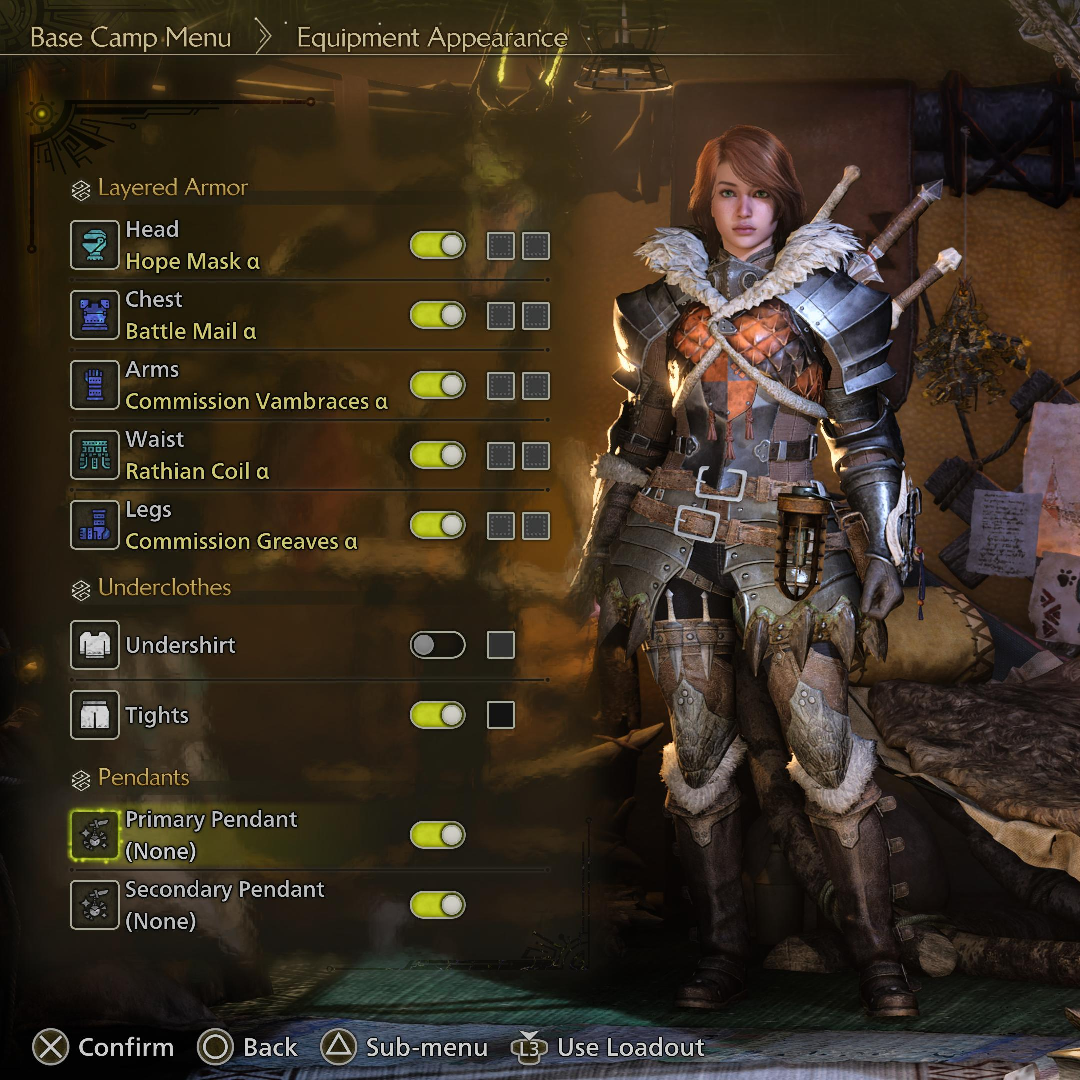 Base Camp Menu > Equipment Appearance
Layered Armor
Head
Hope Mask α
Chest
Battle Mail α
Arms
Commission Vambraces α
Waist
Rathian Coil α
Legs
Commission Greaves α
Underclothes
Undershirt
Tights
Pendants
Primary Pendant
(None)
Secondary Pendant
(None)
Confirm Back Sub-menu L3 Use Loadout